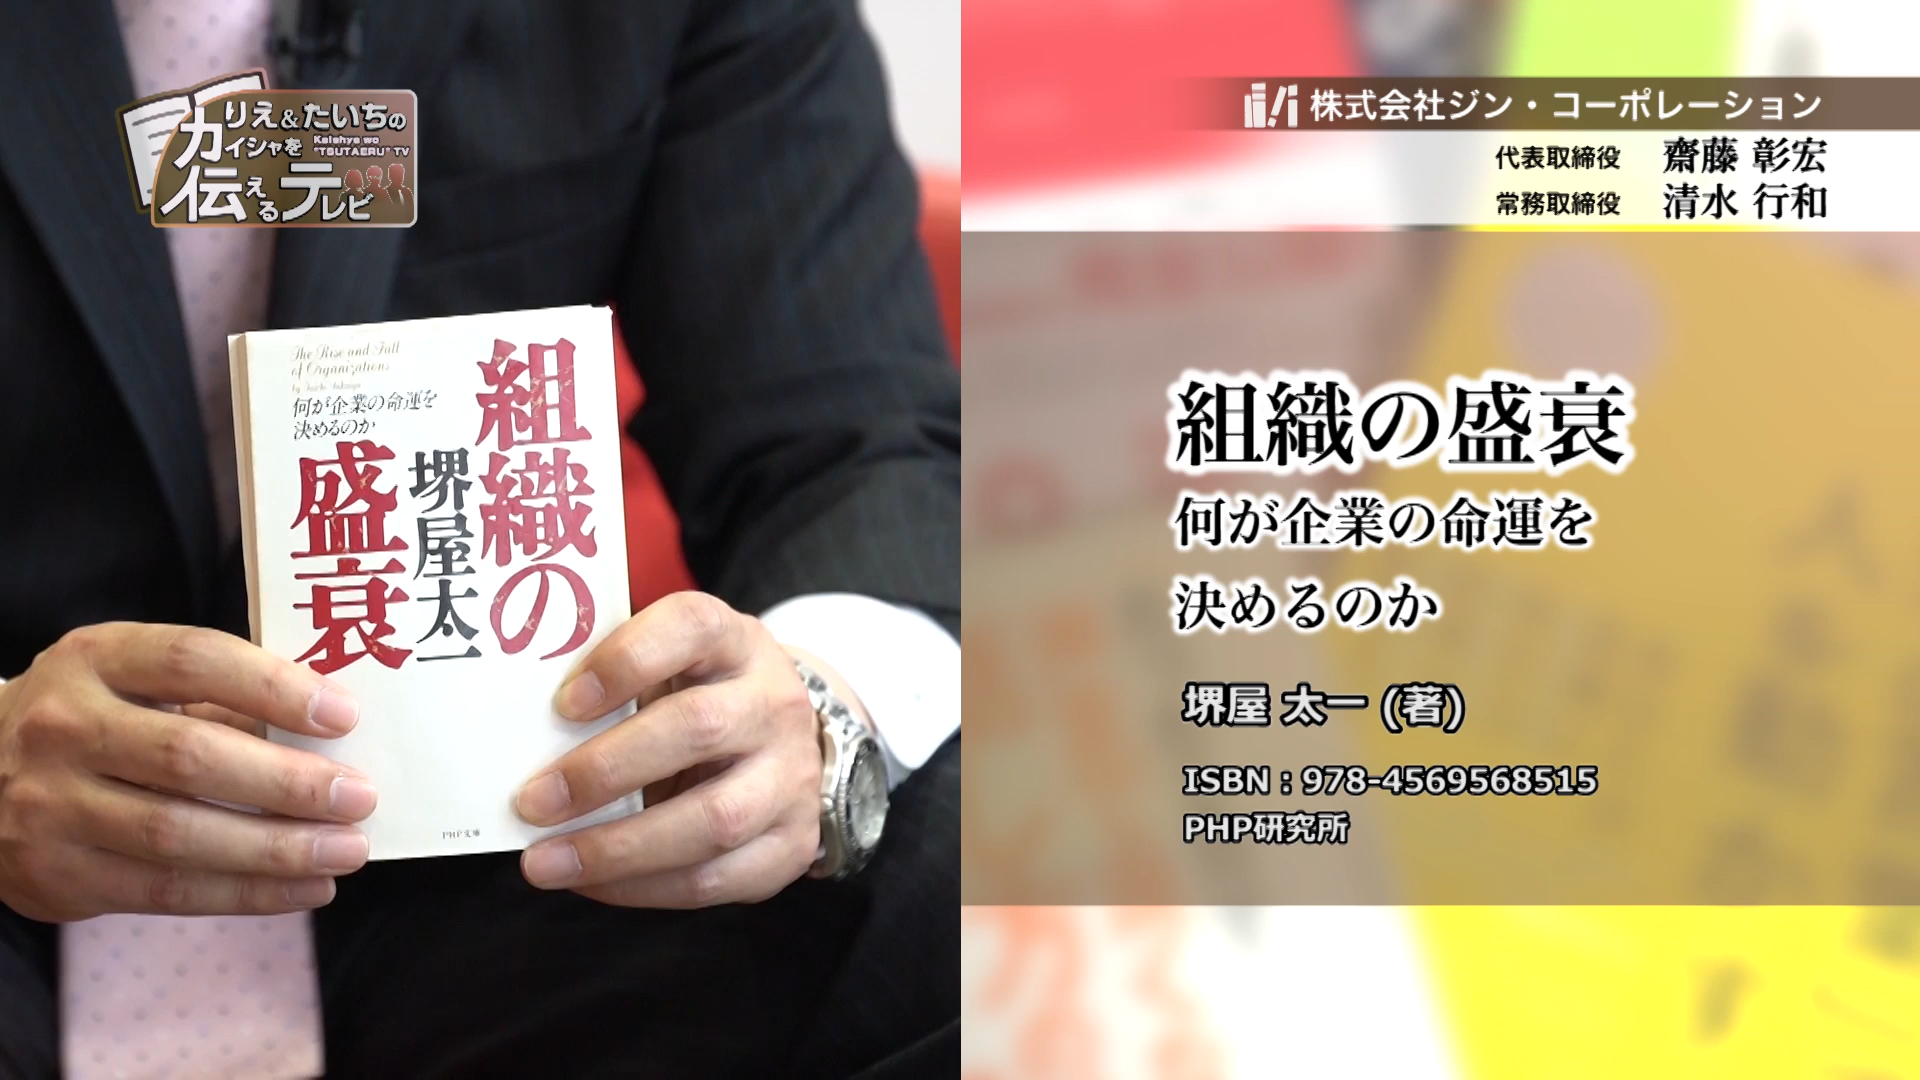 りえ&たいちの
カイシャを
Kaishya wo
"TSUTAERU" TV
伝えるテレビ
The Rise and Fall
of Organizations
何が企業の命運を
決めるのか
組織の
堺屋太一
盛衰
PHP文庫
株式会社ジン・コーポレーション
代表取締役 齋藤 彰宏
常務取締役 清水 行和
組織の盛衰
何が企業の命運を
決めるのか
堺屋 太一 (著)
ISBN:978-4569568515
PHP研究所